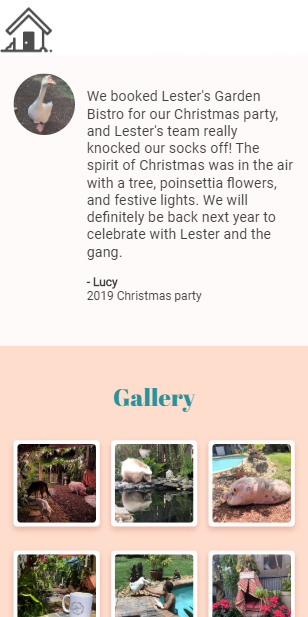 We booked Lester's Garden
Bistro for our Christmas party,
and Lester's team really
knocked our socks off! The
spirit of Christmas was in the air
with a tree, poinsettia flowers,
and festive lights. We will
definitely be back next year to
celebrate with Lester and the
gang.
- Lucy
2019 Christmas party
Gallery